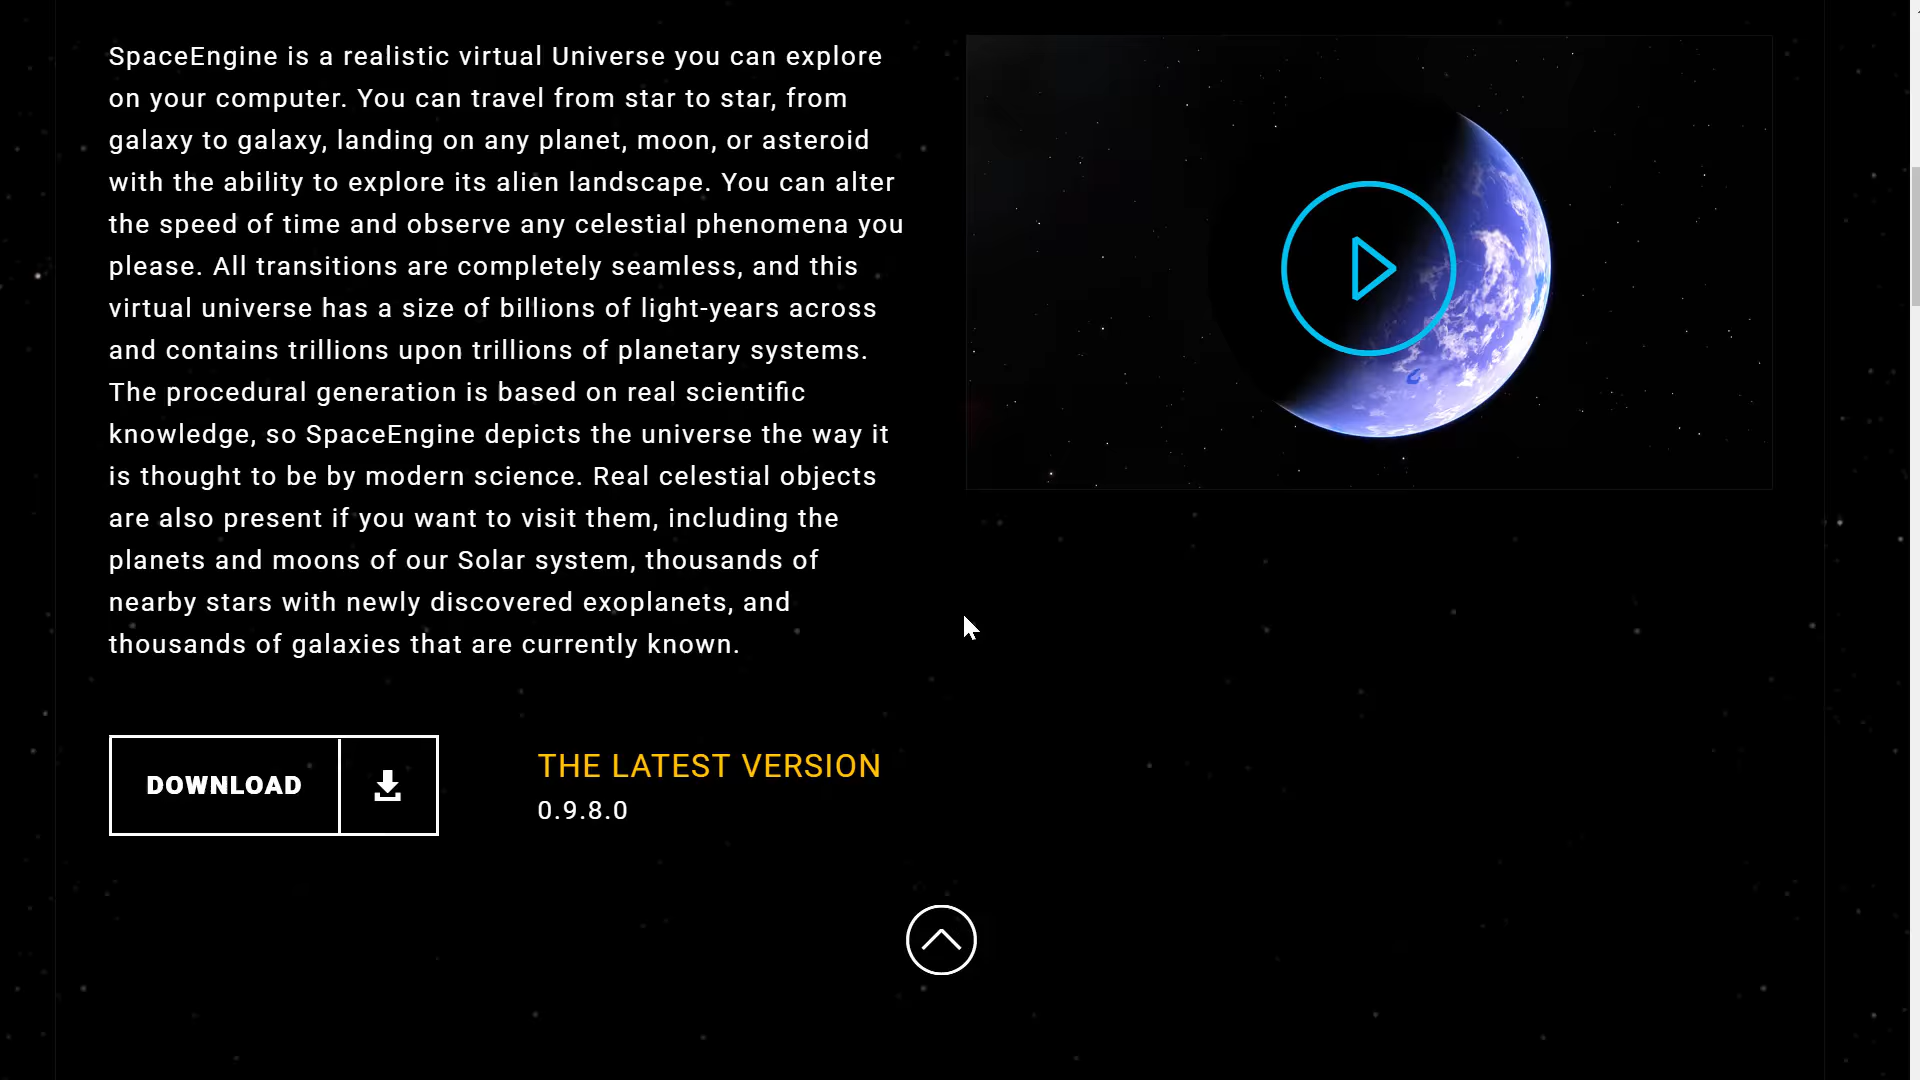 SpaceEngine is a realistic virtual Universe you can explore
on your computer. You can travel from star to star, from
galaxy to galaxy, landing on any planet, moon, or asteroid
with the ability to explore its alien landscape. You can alter
the speed of time and observe any celestial phenomena you
please. All transitions are completely seamless, and this
virtual universe has a size of billions of light-years across
and contains trillions upon trillions of planetary systems.
The procedural generation is based on real scientific
knowledge, so SpaceEngine depicts the universe the way it
is thought to be by modern science. Real celestial objects
are also present if you want to visit them, including the
planets and moons of our Solar system, thousands of
nearby stars with newly discovered exoplanets, and
thousands of galaxies that are currently known.
DOWNLOAD
THE LATEST VERSION
0.9.8.0